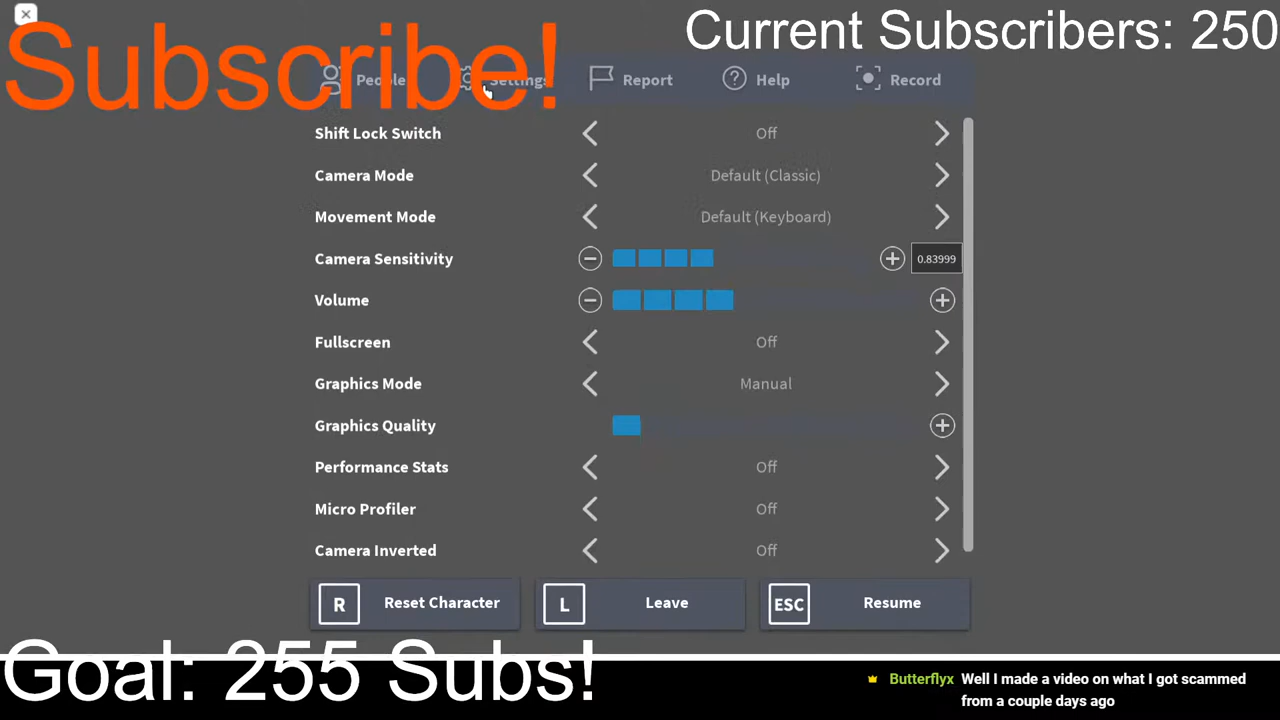 Subscribe!
Current Subscribers: 250
People
Settings
Report
Help
Record
Shift Lock Switch
Off
Camera Mode
Default (Classic)
Movement Mode
Default (Keyboard)
Camera Sensitivity
0.83999
Volume
Fullscreen
Off
Graphics Mode
Manual
Graphics Quality
Performance Stats
Off
Micro Profiler
Off
Camera Inverted
Off
R
Reset Character
L
Leave
ESC
Resume
Goal: 255 Subs!
Butterflyx Well I made a video on what I got scammed
from a couple days ago